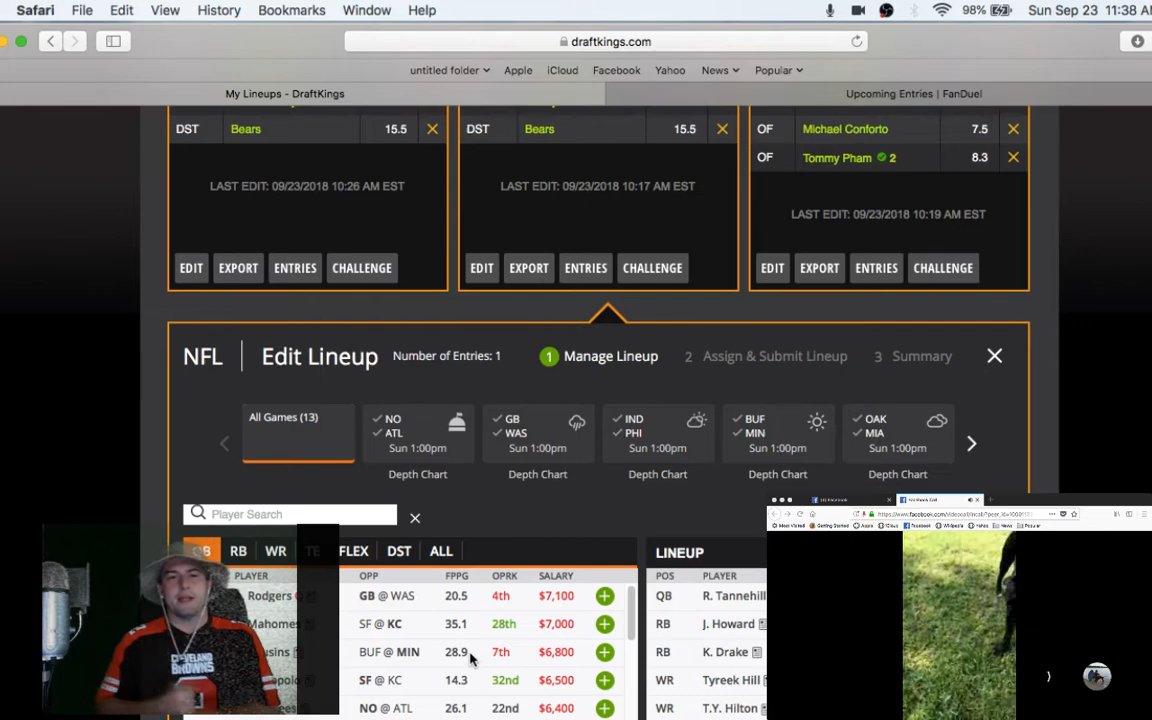 Safari File Edit View History Bookmarks Window Help 98% Sun Sep 23 11:38 AM
draftkings.com
untitled folder Apple iCloud Facebook Yahoo News Popular
My Lineups - DraftKings Upcoming Entries | FanDuel
DST Bears 15.5 DST Bears 15.5 OF Michael Conforto 7.5
OF Tommy Pham 2 8.3
LAST EDIT: 09/23/2018 10:26 AM EST LAST EDIT: 09/23/2018 10:17 AM EST
LAST EDIT: 09/23/2018 10:19 AM EST
EDIT EXPORT ENTRIES CHALLENGE EDIT EXPORT ENTRIES CHALLENGE EDIT EXPORT ENTRIES CHALLENGE
NFL Edit Lineup Number of Entries: 1 1 Manage Lineup 2 Assign & Submit Lineup 3 Summary
All Games (13) NO GB IND BUF OAK
ATL WAS PHI MIN MIA
Sun 1:00pm Sun 1:00pm Sun 1:00pm Sun 1:00pm Sun 1:00pm
Depth Chart Depth Chart Depth Chart Depth Chart Depth Chart
Player Search
QB RB WR TE FLEX DST ALL LINEUP
PLAYER OPP FPPG OPRK SALARY POS PLAYER
Rodgers GB @ WAS 20.5 4th $7,100 QB R. Tannehill
Mahomes SF @ KC 35.1 28th $7,000 RB J. Howard
BUF @ MIN 28.9 7th $6,800 RB K. Drake
SF @ KC 14.3 32nd $6,500 WR Tyreek Hill
NO @ ATL 26.1 22nd $6,400 WR T.Y. Hilton
CLEVELAND
BROWNS